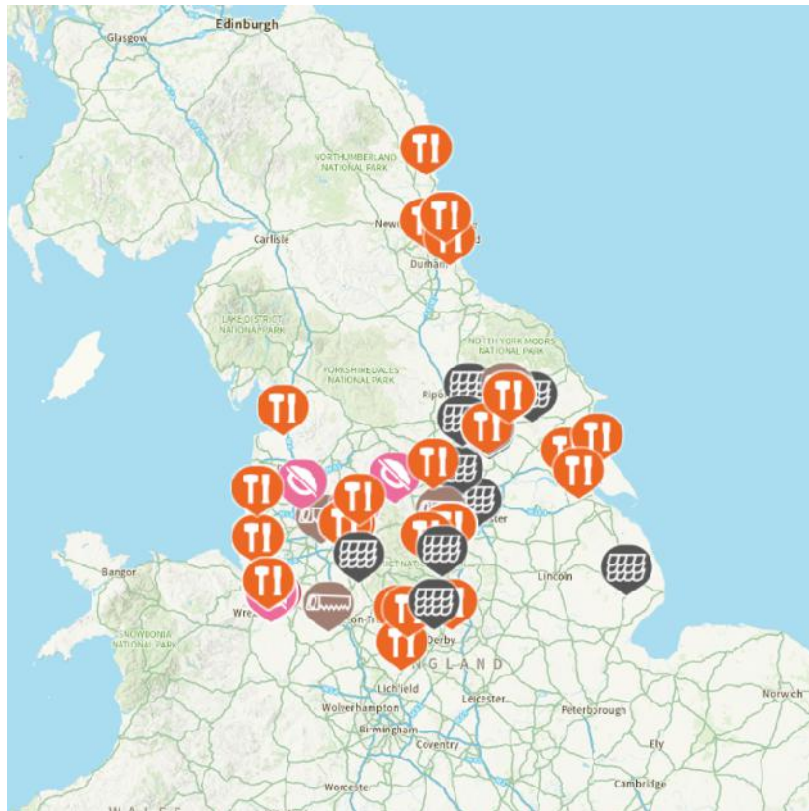 Edinburgh
Glasgow
NORTHUMBERLAND
NATIONAL PARK
Carlisle
Durham
LAKE DISTRICT
NATIONAL PARK
NORTH YORK MOORS
NATIONAL PARK
YORKSHIRE DALES
NATIONAL PARK
Bangor
Lincoln
SNOWDONIA
NATIONAL PARK
Derby
Lichfield
Leicester
Norwich
Wolverhampton
Peterborough
Birmingham
Coventry
Ely
Worcester
Cambridge